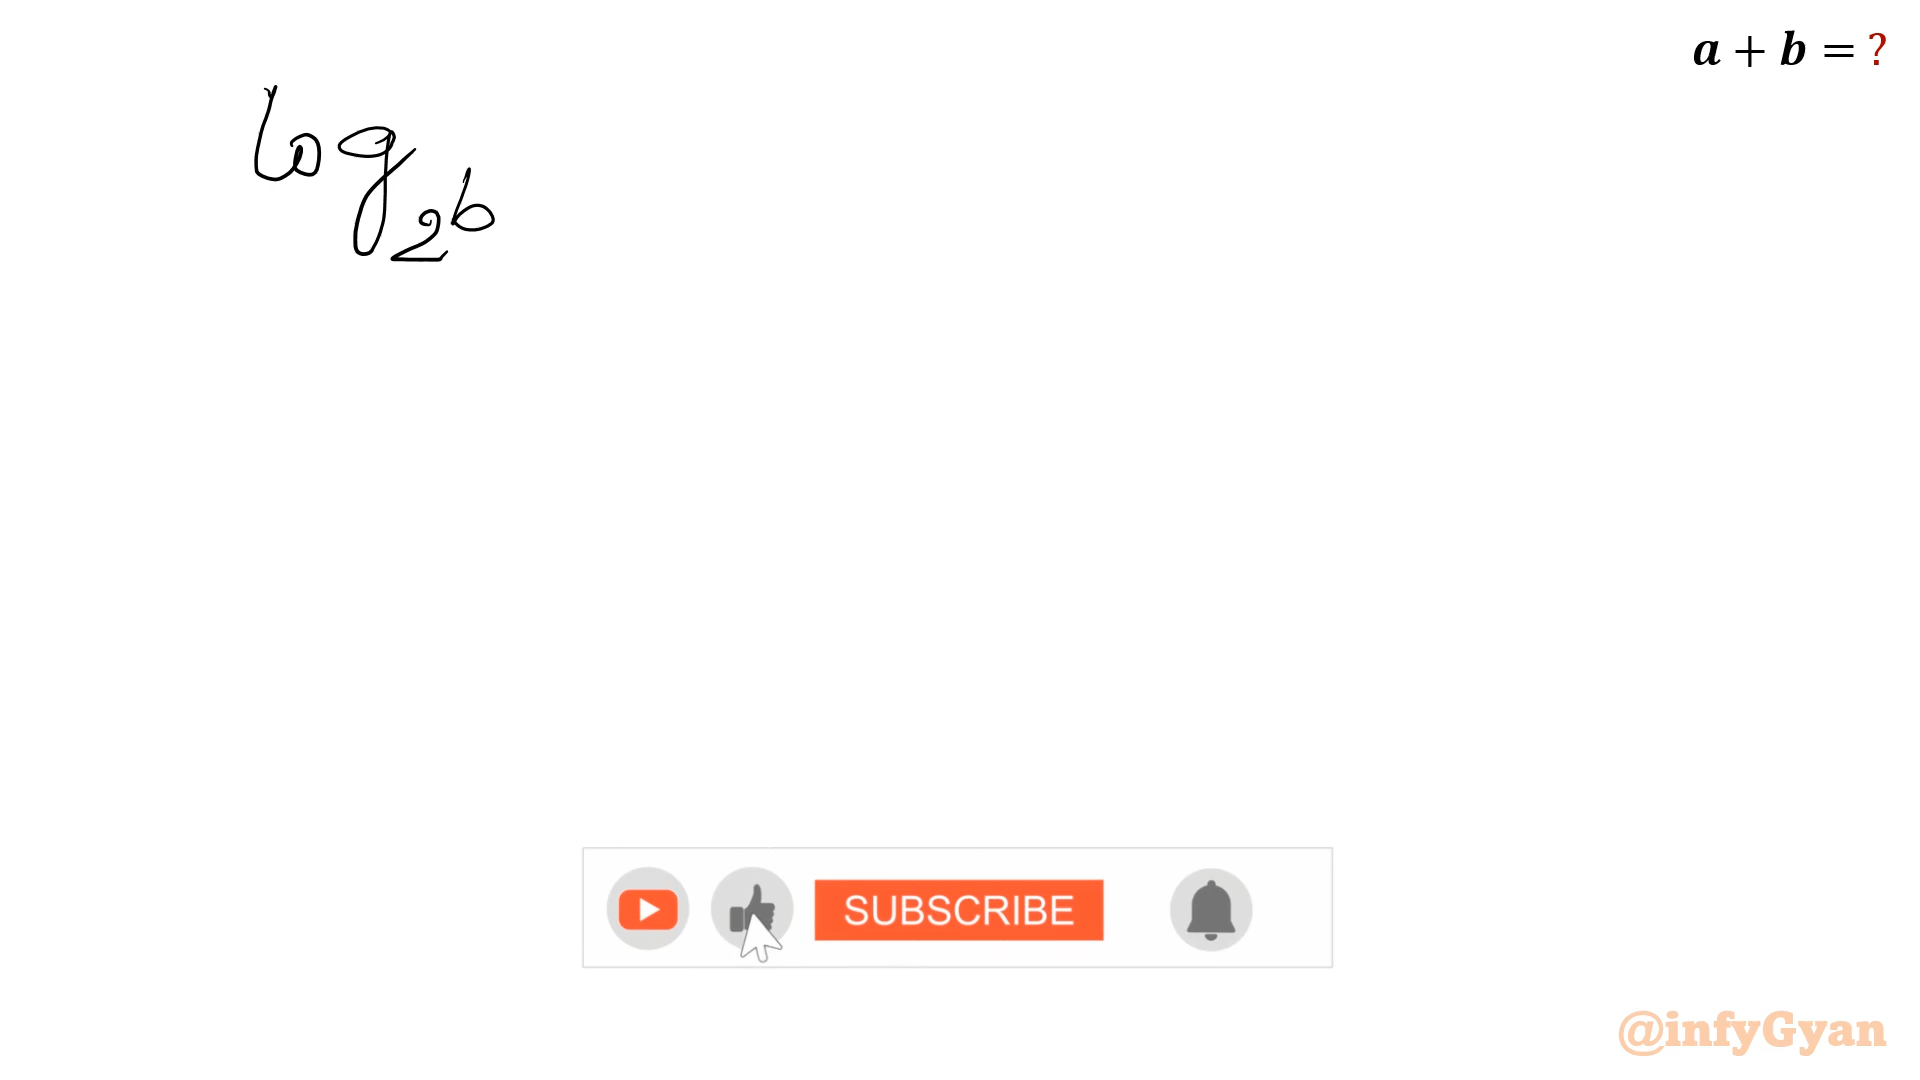 a + b = ?
log₂b
SUBSCRIBE
@infyGyan